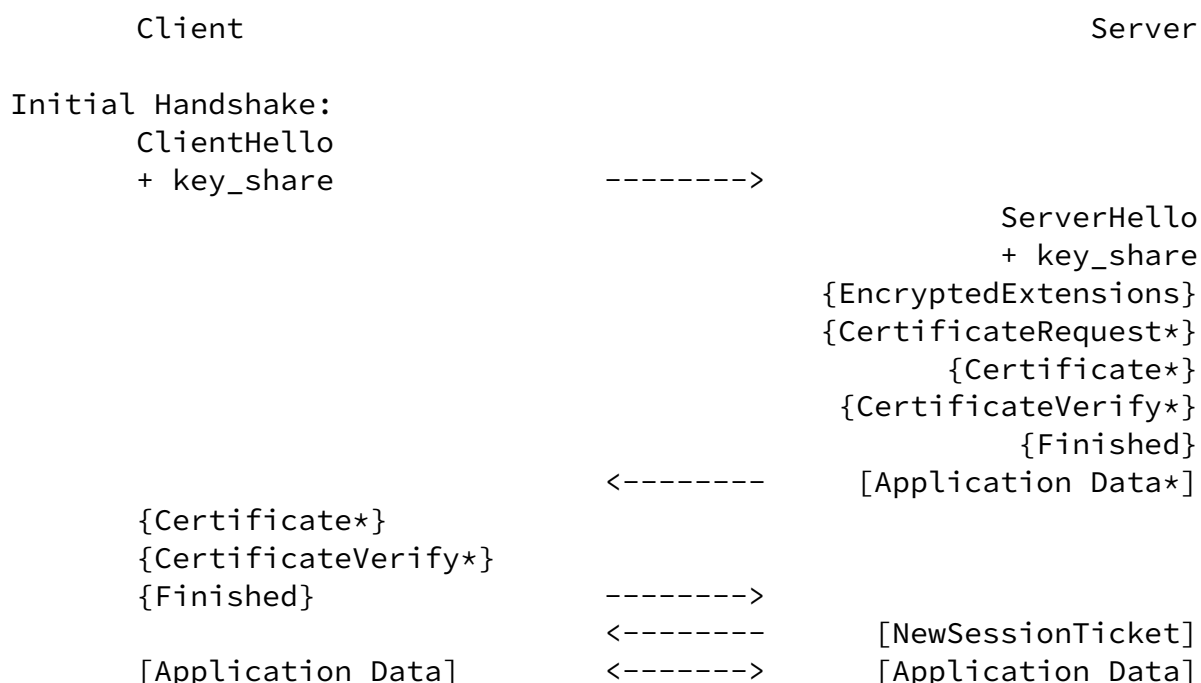 Client Server
Initial Handshake:
ClientHello
+ key_share -------->
ServerHello
+ key_share
{EncryptedExtensions}
{CertificateRequest*}
{Certificate*}
{CertificateVerify*}
{Finished}
<-------- [Application Data*]
{Certificate*}
{CertificateVerify*}
{Finished} -------->
<-------- [NewSessionTicket]
[Application Data] <-------> [Application Data]